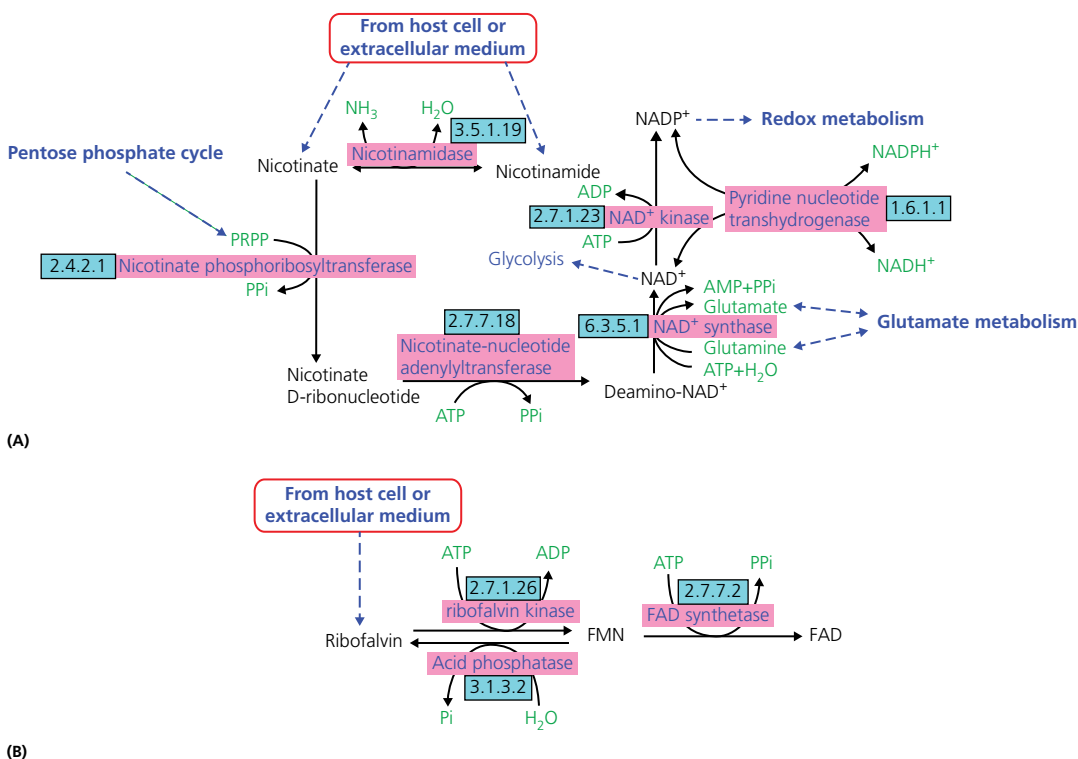 From host cell or
extracellular medium
NH3
H2O
3.5.1.19
Nicotinamidase
Nicotinate
Nicotinamide
Pentose phosphate cycle
PRPP
2.4.2.1
Nicotinate phosphoribosyltransferase
PPi
Nicotinate
D-ribonucleotide
2.7.7.18
Nicotinate-nucleotide
adenylyltransferase
ATP
PPi
Deamino-NAD+
6.3.5.1
NAD+ synthase
AMP+PPi
Glutamate
Glutamine
ATP+H2O
Glutamate metabolism
Glycolysis
NAD+
ADP
2.7.1.23
NAD+ kinase
ATP
NADP+
Redox metabolism
NADPH+
Pyridine nucleotide
transhydrogenase
1.6.1.1
NADH+
(A)
From host cell or
extracellular medium
ATP
ADP
2.7.1.26
ribofalvin kinase
Ribofalvin
FMN
Acid phosphatase
3.1.3.2
Pi
H2O
ATP
PPi
2.7.7.2
FAD synthetase
FAD
(B)